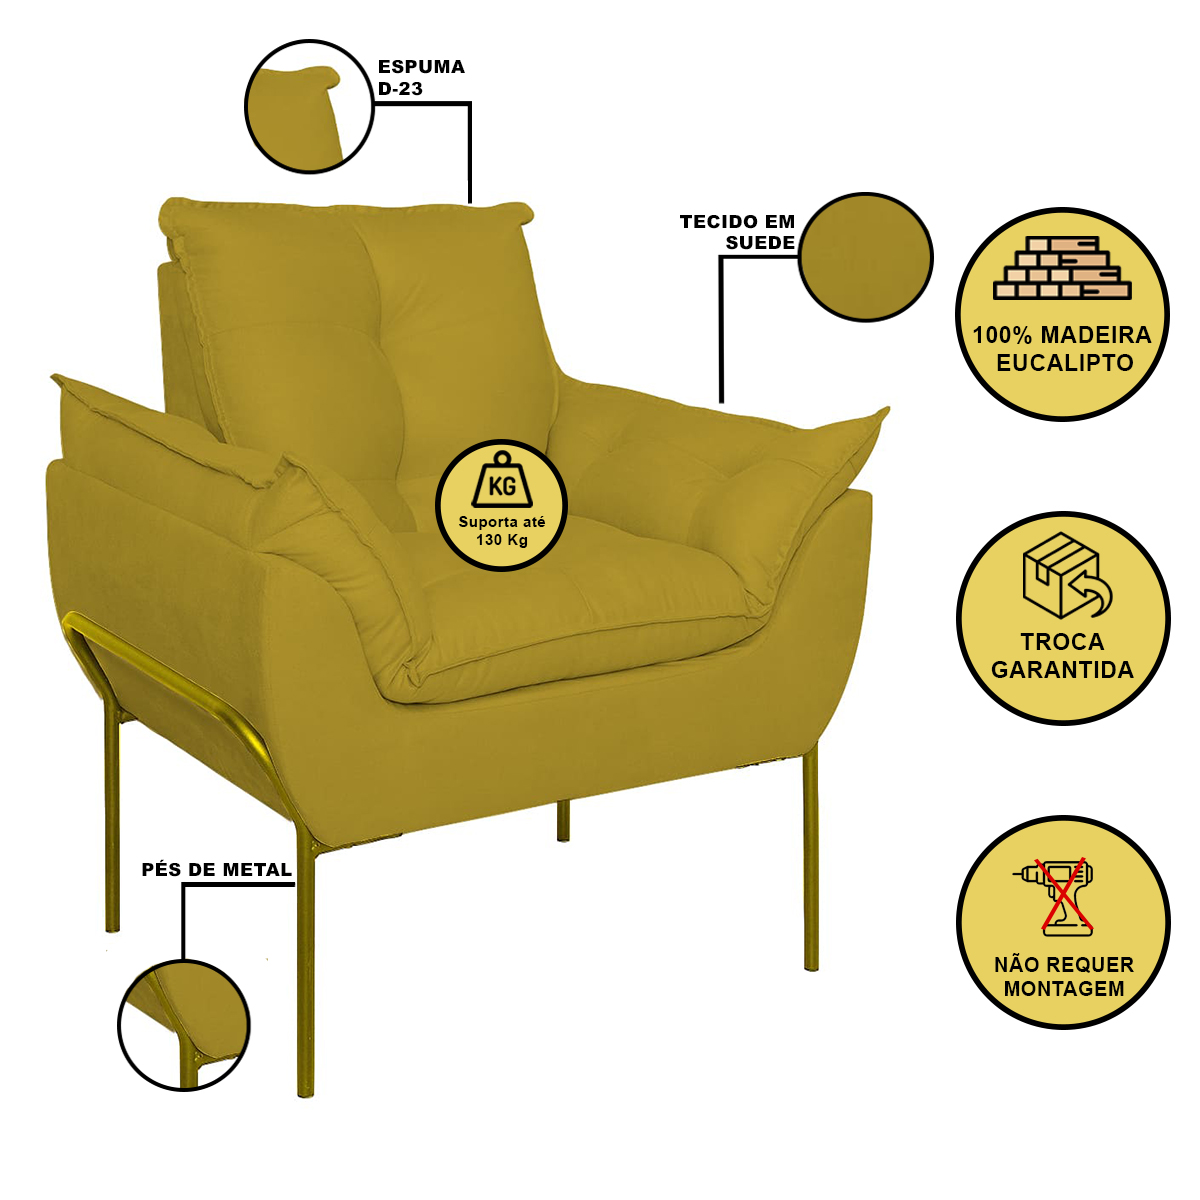 ESPUMA
D-23
TECIDO EM
SUEDE
100% MADEIRA
EUCALIPTO
KG
Suporta até
130 Kg
TROCA
GARANTIDA
PÉS DE METAL
NÃO REQUER
MONTAGEM